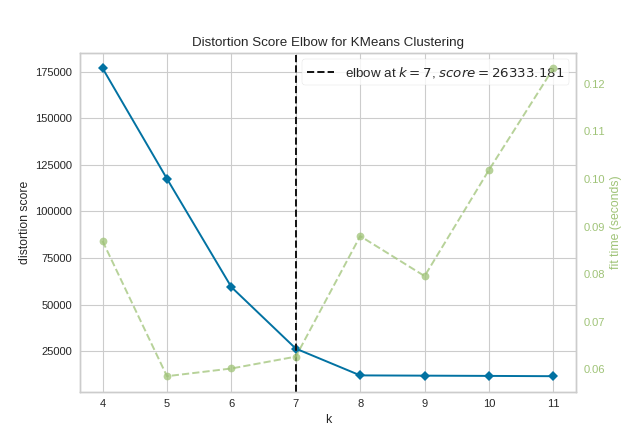 Distortion Score Elbow for KMeans Clustering
elbow at k = 7, score = 26333.181
distortion score
175000
150000
125000
100000
75000
50000
25000
4 5 6 7 8 9 10 11
k
0.12
0.11
0.10
0.09
0.08
0.07
0.06
fit time (seconds)